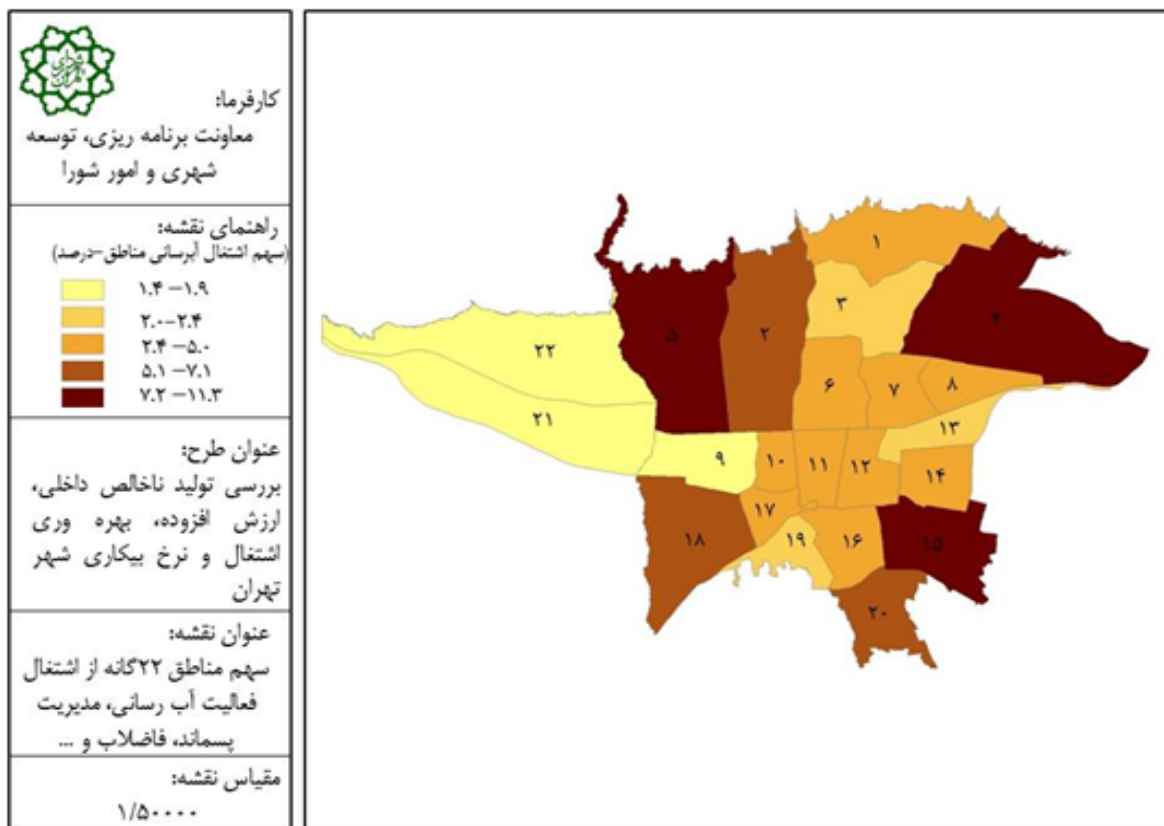 کارفرما:
معاونت برنامه ریزی، توسعه
شهری و امور شورا
راهنمای نقشه:
(سهم اشتغال آبرسانی مناطق-درصد)
۱.۴-۱.۹
۲.۰-۲.۴
۲.۴-۵.۰
۵.۱-۷.۱
۷.۲-۱۱.۳
عنوان طرح:
بررسی تولید ناخالص داخلی،
ارزش افزوده، بهره وری
اشتغال و نرخ بیکاری شهر
تهران
عنوان نقشه:
سهم مناطق ۲۲گانه از اشتغال
فعالیت آب رسانی، مدیریت
پسماند، فاضلاب و ...
مقیاس نقشه:
۱/۵۰۰۰۰
۱
۳
۴
۵
۲
۲۲
۶
۷
۸
۲۱
۱۳
۹
۱۰
۱۱
۱۲
۱۴
۱۷
۱۸
۱۹
۱۶
۱۵
۲۰